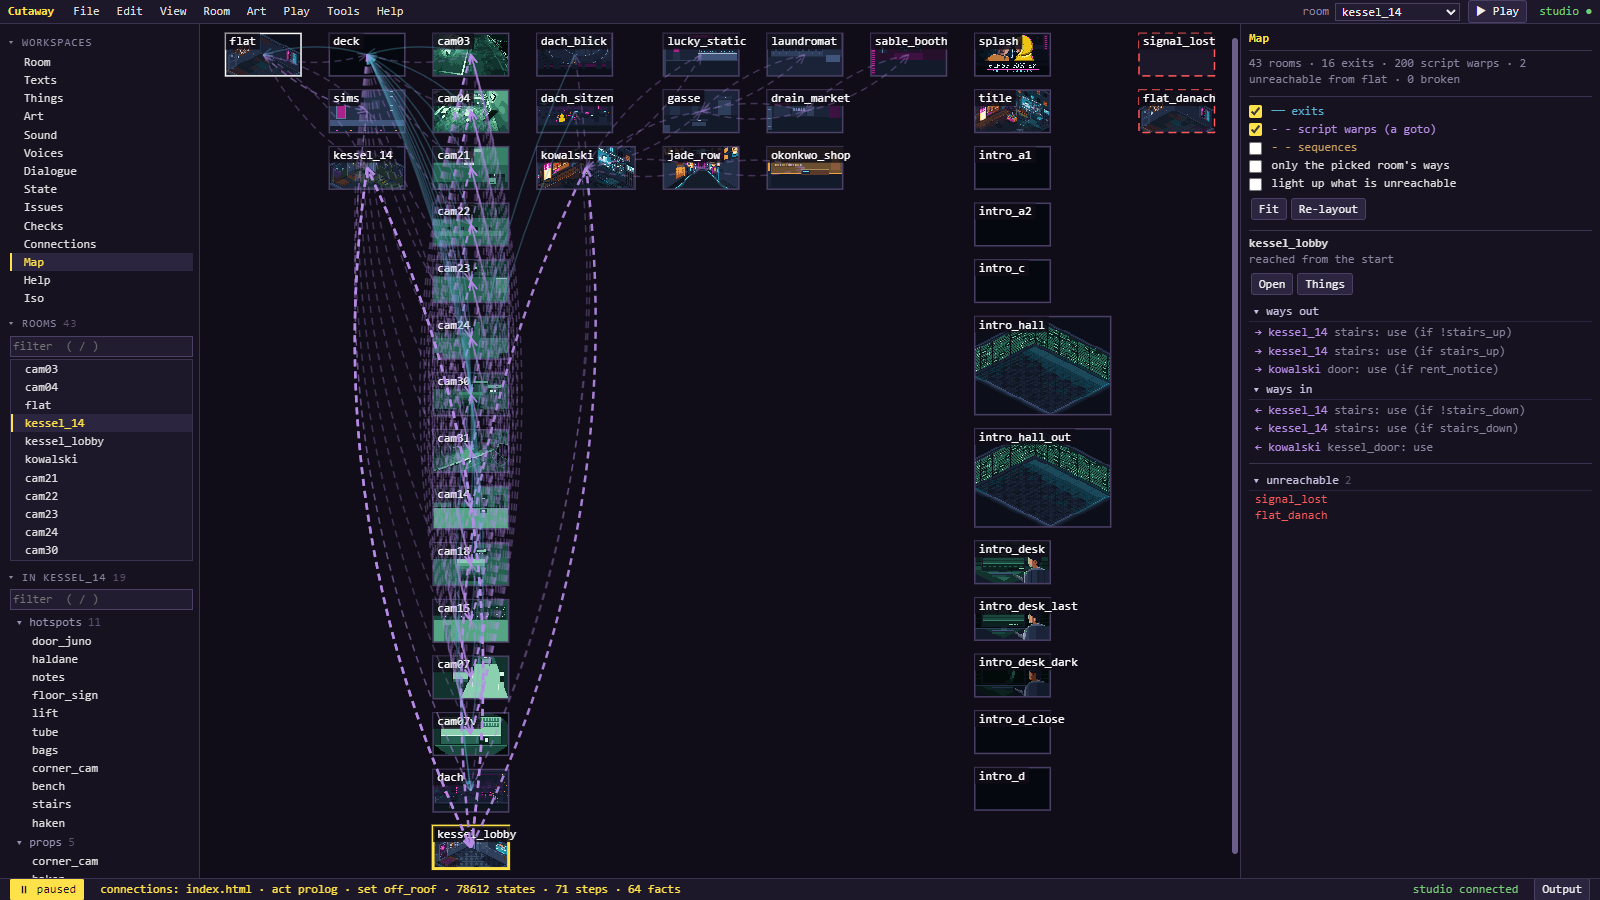 Cutaway File Edit View Room Art Play Tools Help
room kessel_14 ▶ Play studio ●
WORKSPACES
Room
Texts
Things
Art
Sound
Voices
Dialogue
State
Issues
Checks
Connections
Map
Help
Iso
ROOMS 43
filter ( / )
cam03
cam04
flat
kessel_14
kessel_lobby
kowalski
cam21
cam22
cam23
cam24
cam30
IN KESSEL_14 19
filter ( / )
hotspots 11
door_juno
haldane
notes
floor_sign
lift
tube
bags
corner_cam
bench
stairs
haken
props 5
corner_cam
flat deck cam03 dach_blick lucky_static laundromat sable_booth splash signal_lost
sims cam04 dach_sitzen gasse drain_market title flat_danach
kessel_14 cam21 kowalski jade_row okonkwo_shop intro_a1
cam22 intro_a2
cam23 intro_c
cam24 intro_hall
cam30
cam31 intro_hall_out
cam14
cam18 intro_desk
cam15 intro_desk_last
cam07 intro_desk_dark
cam07v intro_d_close
dach intro_d
kessel_lobby
Map
43 rooms · 16 exits · 200 script warps · 2
unreachable from flat · 0 broken
── exits
- - script warps (a goto)
- - sequences
only the picked room's ways
light up what is unreachable
Fit Re-layout
kessel_lobby
reached from the start
Open Things
ways out
→ kessel_14 stairs: use (if !stairs_up)
→ kessel_14 stairs: use (if stairs_up)
→ kowalski door: use (if rent_notice)
ways in
← kessel_14 stairs: use (if !stairs_down)
← kessel_14 stairs: use (if stairs_down)
← kowalski kessel_door: use
unreachable 2
signal_lost
flat_danach
⏸ paused connections: index.html · act prolog · set off_roof · 78612 states · 71 steps · 64 facts
studio connected Output